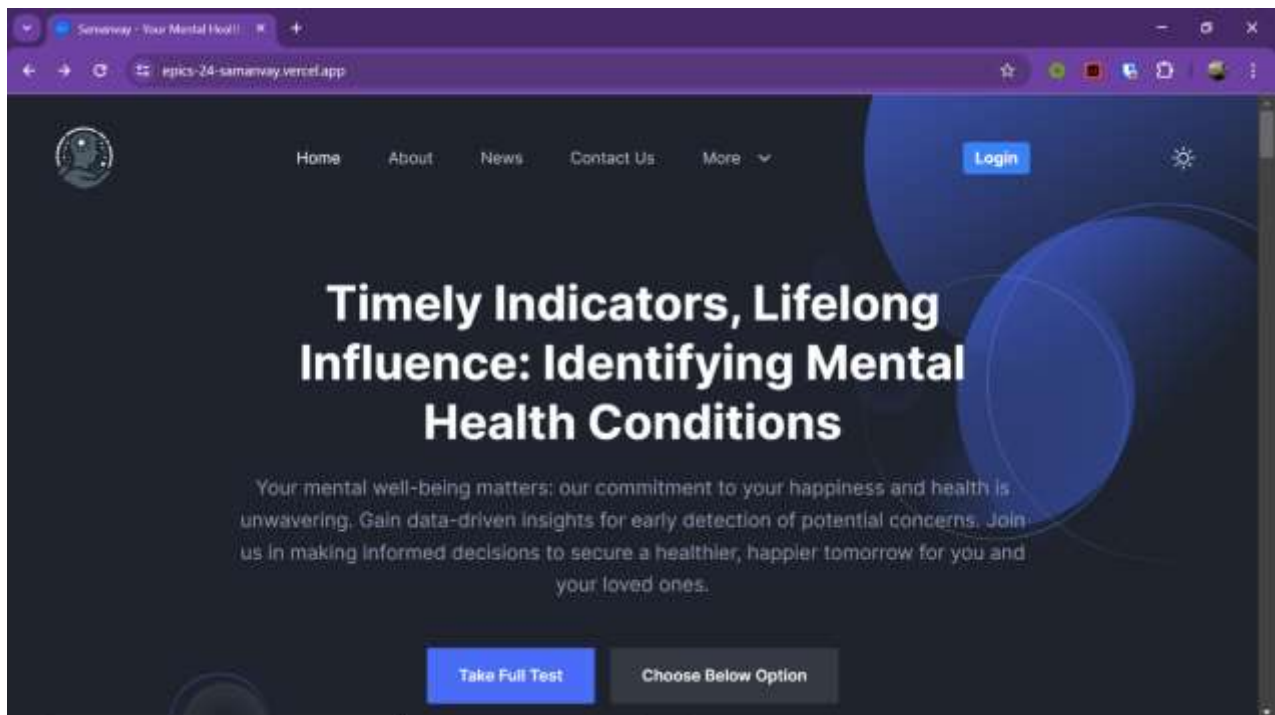 Samanvay - Your Mental Healt
epics-24-samanvay.vercel.app
Home About News Contact Us More Login
Timely Indicators, Lifelong
Influence: Identifying Mental
Health Conditions
Your mental well-being matters: our commitment to your happiness and health is
unwavering. Gain data-driven insights for early detection of potential concerns. Join
us in making informed decisions to secure a healthier, happier tomorrow for you and
your loved ones.
Take Full Test Choose Below Option